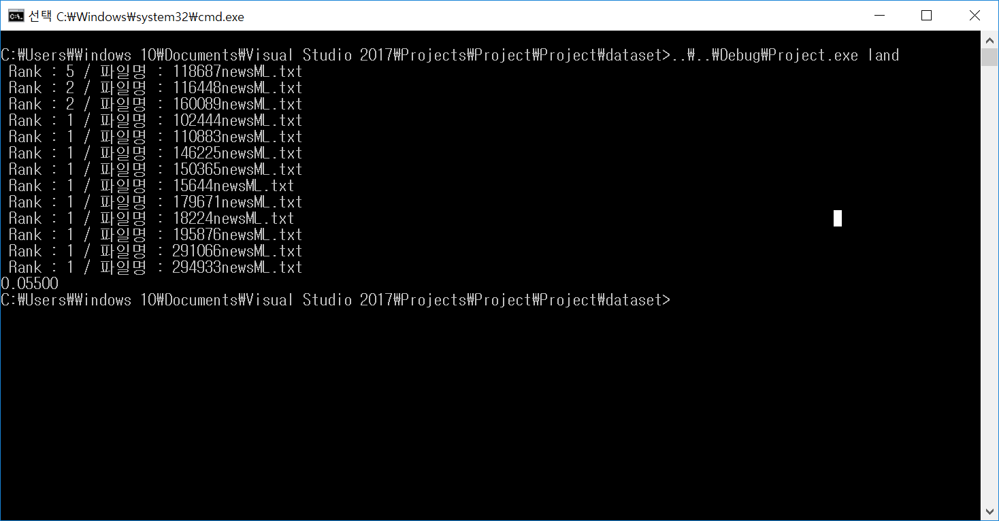 선택 C:₩Windows₩system32₩cmd.exe
C:₩Users₩Windows 10₩Documents₩Visual Studio 2017₩Projects₩Project₩Project₩dataset>..₩..₩Debug₩Project.exe land
Rank : 5 / 파일명 : 118687newsML.txt
Rank : 2 / 파일명 : 116448newsML.txt
Rank : 2 / 파일명 : 160089newsML.txt
Rank : 1 / 파일명 : 102444newsML.txt
Rank : 1 / 파일명 : 110883newsML.txt
Rank : 1 / 파일명 : 146225newsML.txt
Rank : 1 / 파일명 : 150365newsML.txt
Rank : 1 / 파일명 : 15644newsML.txt
Rank : 1 / 파일명 : 179671newsML.txt
Rank : 1 / 파일명 : 18224newsML.txt
Rank : 1 / 파일명 : 195876newsML.txt
Rank : 1 / 파일명 : 291066newsML.txt
Rank : 1 / 파일명 : 294933newsML.txt
0.05500
C:₩Users₩Windows 10₩Documents₩Visual Studio 2017₩Projects₩Project₩Project₩dataset>